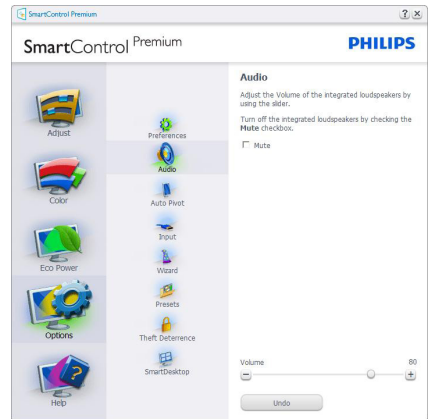 SmartControl Premium
SmartControl Premium
PHILIPS
Adjust
Color
Eco Power
Options
Help
Preferences
Audio
Auto Pivot
Input
Wizard
Presets
Theft Deterrence
SmartDesktop
Audio
Adjust the Volume of the integrated loudspeakers by
using the slider.
Turn off the integrated loudspeakers by checking the
Mute checkbox.
Mute
Volume 80
Undo